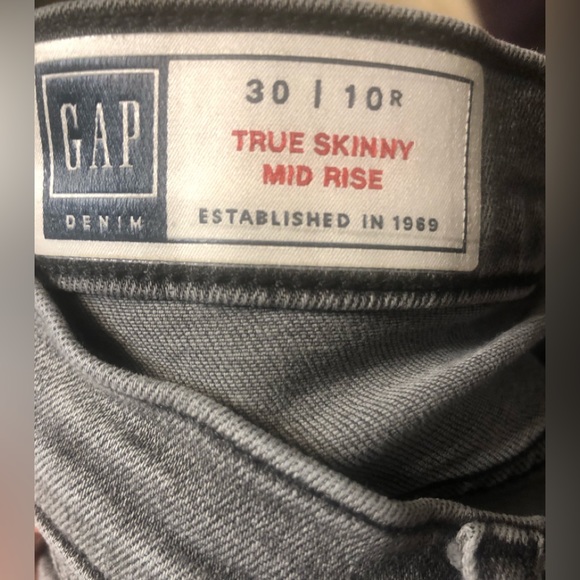 GAP
DENIM
30 | 10R
TRUE SKINNY
MID RISE
ESTABLISHED IN 1969